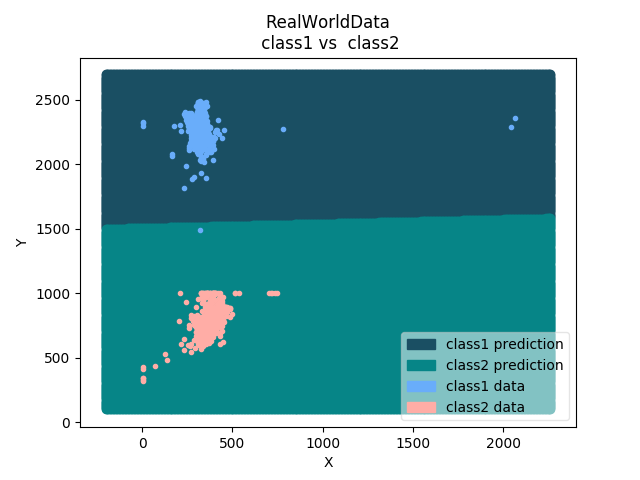 RealWorldData
class1 vs  class2
Y
2500
2000
1500
1000
500
0
0
500
1000
1500
2000
X
class1 prediction
class2 prediction
class1 data
class2 data